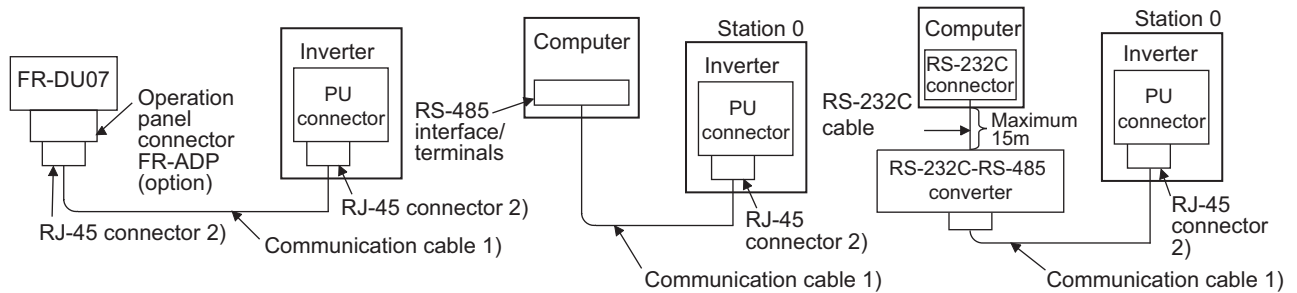 FR-DU07
Operation
panel
connector
FR-ADP
(option)
RJ-45 connector 2)
Inverter
PU
connector
RJ-45 connector 2)
Communication cable 1)
Computer
RS-485
interface/
terminals
Station 0
Inverter
PU
connector
RJ-45
connector 2)
Communication cable 1)
Computer
RS-232C
connector
RS-232C
cable
Maximum
15m
RS-232C-RS-485
converter
Station 0
Inverter
PU
connector
RJ-45
connector
2)
Communication cable 1)